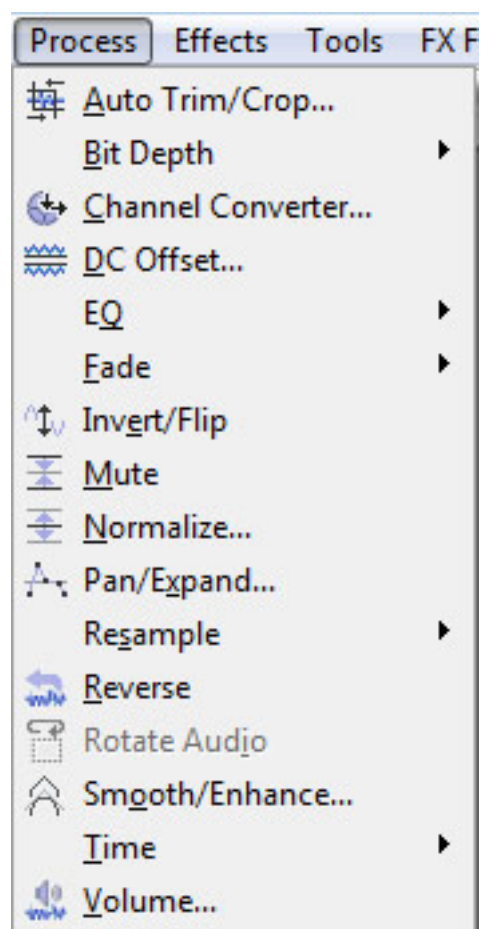 Process Effects Tools FX F
Auto Trim/Crop...
Bit Depth
Channel Converter...
DC Offset...
EQ
Fade
Invert/Flip
Mute
Normalize...
Pan/Expand...
Resample
Reverse
Rotate Audio
Smooth/Enhance...
Time
Volume...